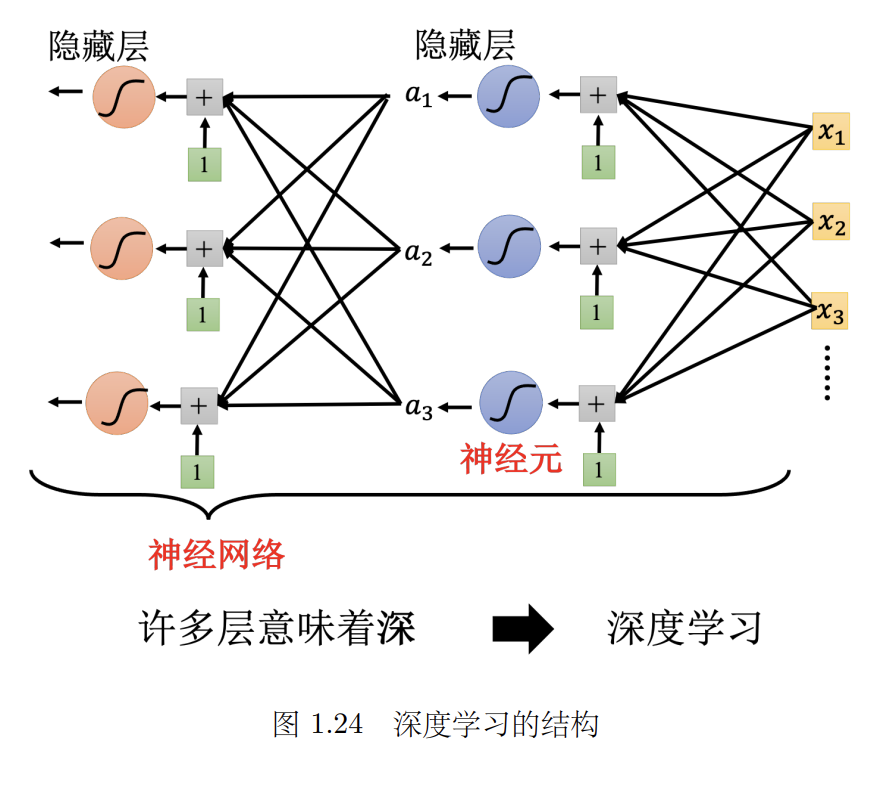 隐藏层 隐藏层
+ a₁ +
1 1 x₁
x₂
+ a₂ +
1 1 x₃
+ a₃ +
神经元
1 1
神经网络
许多层意味着深 深度学习
图 1.24 深度学习的结构